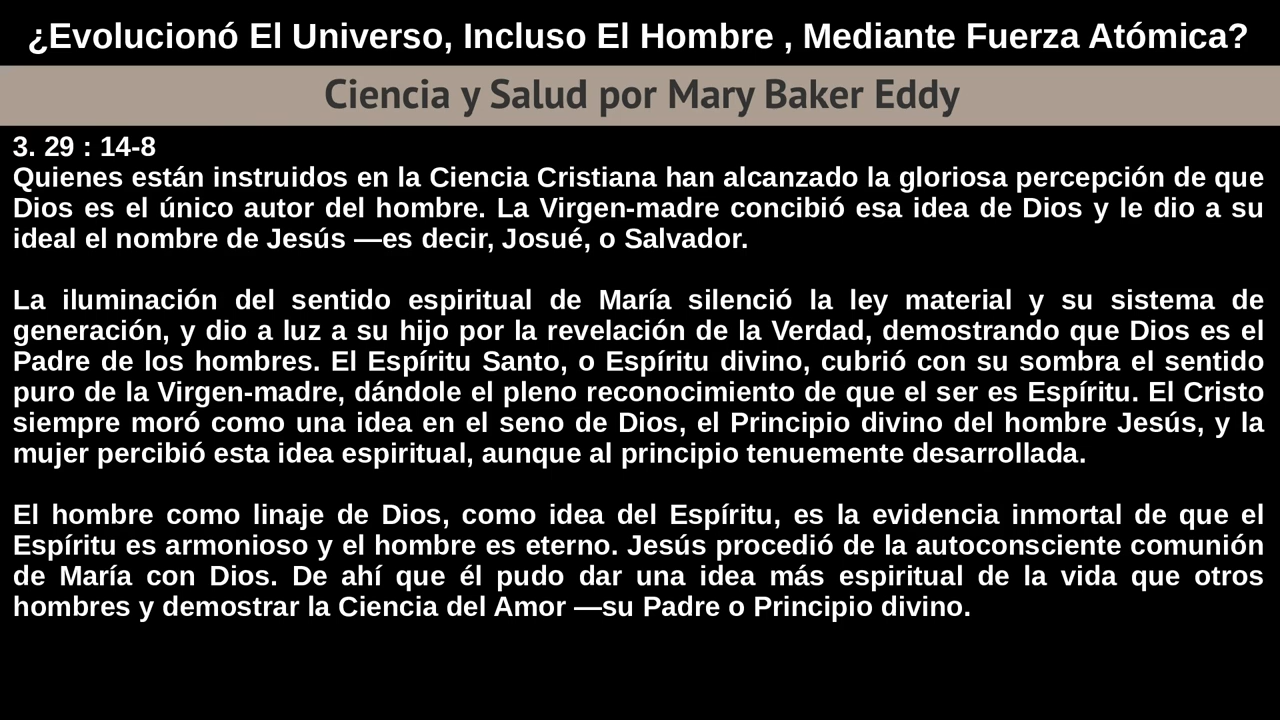 ¿Evolucionó El Universo, Incluso El Hombre , Mediante Fuerza Atómica?
Ciencia y Salud por Mary Baker Eddy
3. 29 : 14-8
Quienes están instruidos en la Ciencia Cristiana han alcanzado la gloriosa percepción de que
Dios es el único autor del hombre. La Virgen-madre concibió esa idea de Dios y le dio a su
ideal el nombre de Jesús —es decir, Josué, o Salvador.
La iluminación del sentido espiritual de María silenció la ley material y su sistema de
generación, y dio a luz a su hijo por la revelación de la Verdad, demostrando que Dios es el
Padre de los hombres. El Espíritu Santo, o Espíritu divino, cubrió con su sombra el sentido
puro de la Virgen-madre, dándole el pleno reconocimiento de que el ser es Espíritu. El Cristo
siempre moró como una idea en el seno de Dios, el Principio divino del hombre Jesús, y la
mujer percibió esta idea espiritual, aunque al principio tenuemente desarrollada.
El hombre como linaje de Dios, como idea del Espíritu, es la evidencia inmortal de que el
Espíritu es armonioso y el hombre es eterno. Jesús procedió de la autoconsciente comunión
de María con Dios. De ahí que él pudo dar una idea más espiritual de la vida que otros
hombres y demostrar la Ciencia del Amor —su Padre o Principio divino.